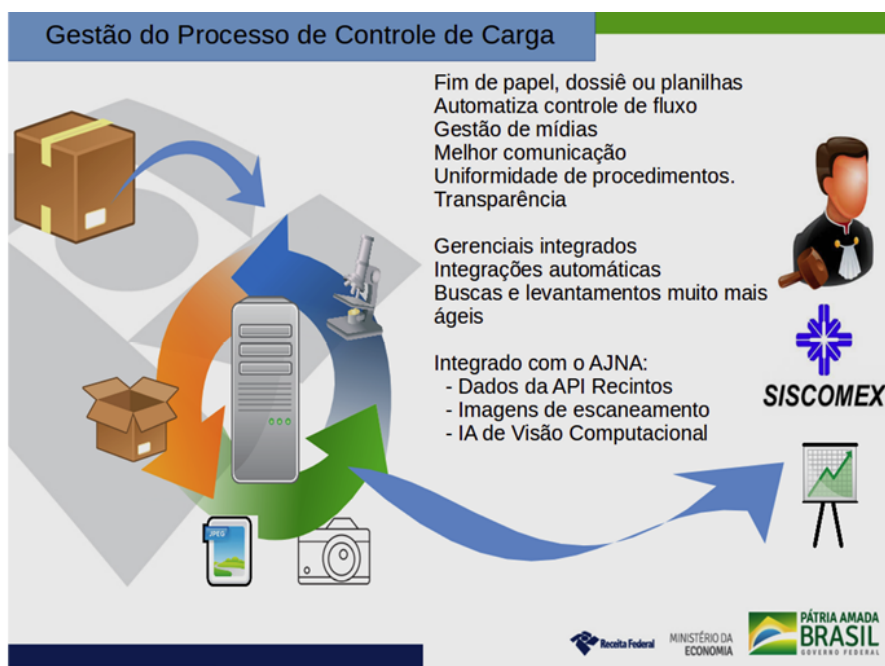 Gestão do Processo de Controle de Carga
Fim de papel, dossiê ou planilhas
Automatiza controle de fluxo
Gestão de mídias
Melhor comunicação
Uniformidade de procedimentos.
Transparência
Gerenciais integrados
Integrações automáticas
Buscas e levantamentos muito mais
ágeis
Integrado com o AJNA:
- Dados da API Recintos
- Imagens de escaneamento
- IA de Visão Computacional
SISCOMEX
JPEG
Receita Federal
MINISTÉRIO DA
ECONOMIA
PÁTRIA AMADA
BRASIL
GOVERNO FEDERAL